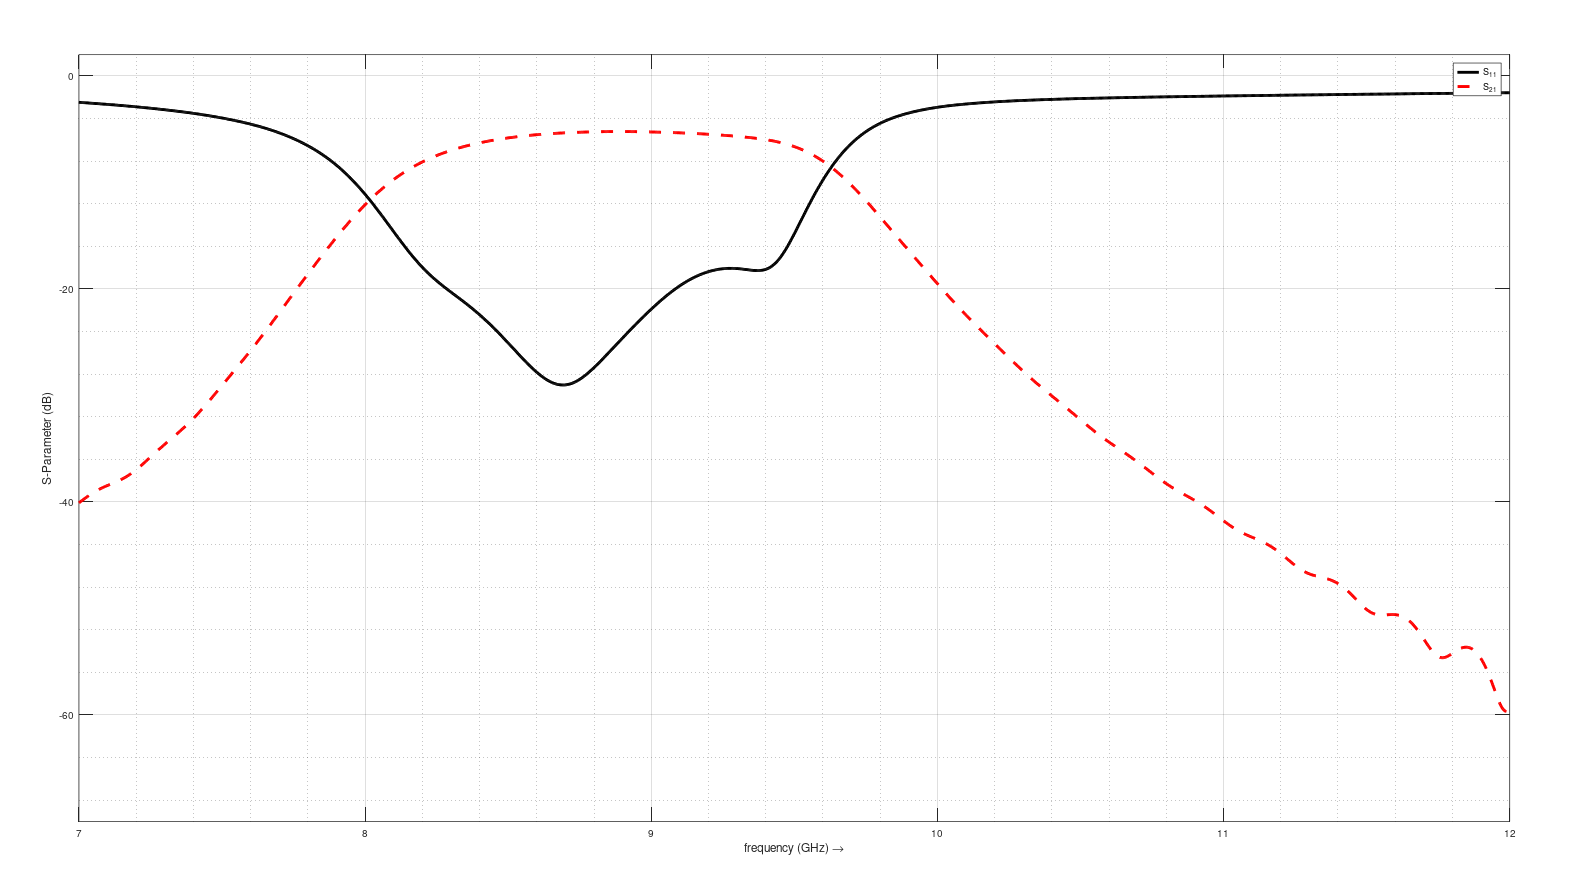 0
-20
-40
-60
S-Parameter (dB)
7 8 9 10 11 12
frequency (GHz) →
S₁₁
S₂₁